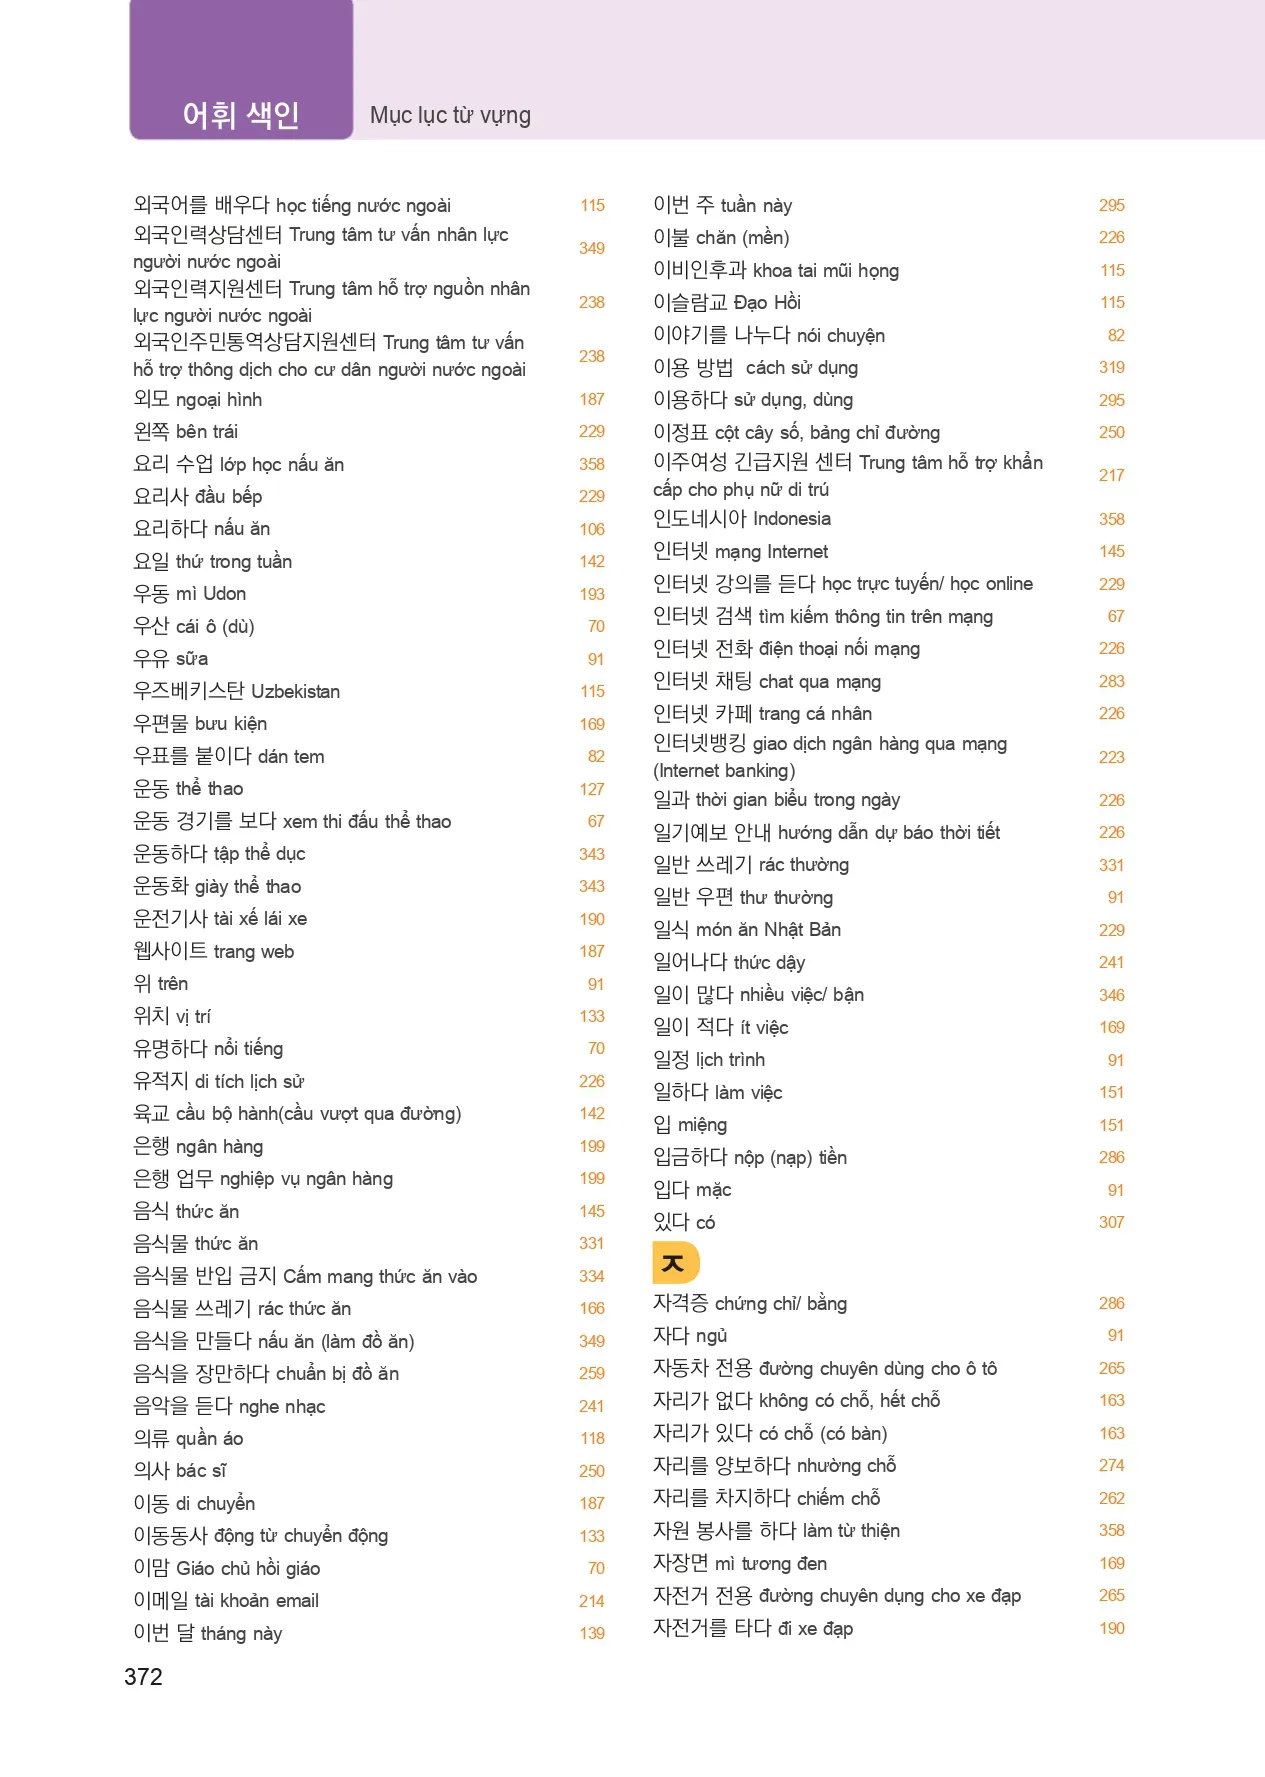 어휘 색인
Mục lục từ vựng
외국어를 배우다 học tiếng nước ngoài 115
외국인력상담센터 Trung tâm tư vấn nhân lực
người nước ngoài 349
외국인력지원센터 Trung tâm hỗ trợ nguồn nhân
lực người nước ngoài 238
외국인주민통역상담지원센터 Trung tâm tư vấn
hỗ trợ thông dịch cho cư dân người nước ngoài 238
외모 ngoại hình 187
왼쪽 bên trái 229
요리 수업 lớp học nấu ăn 358
요리사 đầu bếp 229
요리하다 nấu ăn 106
요일 thứ trong tuần 142
우동 mì Udon 193
우산 cái ô (dù) 70
우유 sữa 91
우즈베키스탄 Uzbekistan 115
우편물 bưu kiện 169
우표를 붙이다 dán tem 82
운동 thể thao 127
운동 경기를 보다 xem thi đấu thể thao 67
운동하다 tập thể dục 343
운동화 giày thể thao 343
운전기사 tài xế lái xe 190
웹사이트 trang web 187
위 trên 91
위치 vị trí 133
유명하다 nổi tiếng 70
유적지 di tích lịch sử 226
육교 cầu bộ hành(cầu vượt qua đường) 142
은행 ngân hàng 199
은행 업무 nghiệp vụ ngân hàng 199
음식 thức ăn 145
음식물 thức ăn 331
음식물 반입 금지 Cấm mang thức ăn vào 334
음식물 쓰레기 rác thức ăn 166
음식을 만들다 nấu ăn (làm đồ ăn) 349
음식을 장만하다 chuẩn bị đồ ăn 259
음악을 듣다 nghe nhạc 241
의류 quần áo 118
의사 bác sĩ 250
이동 di chuyển 187
이동동사 động từ chuyển động 133
이맘 Giáo chủ hồi giáo 70
이메일 tài khoản email 214
이번 달 tháng này 139
이번 주 tuần này 295
이불 chăn (mền) 226
이비인후과 khoa tai mũi họng 115
이슬람교 Đạo Hồi 115
이야기를 나누다 nói chuyện 82
이용 방법 cách sử dụng 319
이용하다 sử dụng, dùng 295
이정표 cột cây số, bảng chỉ đường 250
이주여성 긴급지원 센터 Trung tâm hỗ trợ khẩn
cấp cho phụ nữ di trú 217
인도네시아 Indonesia 358
인터넷 mạng Internet 145
인터넷 강의를 듣다 học trực tuyến/ học online 229
인터넷 검색 tìm kiếm thông tin trên mạng 67
인터넷 전화 điện thoại nối mạng 226
인터넷 채팅 chat qua mạng 283
인터넷 카페 trang cá nhân 226
인터넷뱅킹 giao dịch ngân hàng qua mạng
(Internet banking) 223
일과 thời gian biểu trong ngày 226
일기예보 안내 hướng dẫn dự báo thời tiết 226
일반 쓰레기 rác thường 331
일반 우편 thư thường 91
일식 món ăn Nhật Bản 229
일어나다 thức dậy 241
일이 많다 nhiều việc/ bận 346
일이 적다 ít việc 169
일정 lịch trình 91
일하다 làm việc 151
입 miệng 151
입금하다 nộp (nạp) tiền 286
입다 mặc 91
있다 có 307
ㅈ
자격증 chứng chỉ/ bằng 286
자다 ngủ 91
자동차 전용 đường chuyên dùng cho ô tô 265
자리가 없다 không có chỗ, hết chỗ 163
자리가 있다 có chỗ (có bàn) 163
자리를 양보하다 nhường chỗ 274
자리를 차지하다 chiếm chỗ 262
자원 봉사를 하다 làm từ thiện 358
자장면 mì tương đen 169
자전거 전용 đường chuyên dụng cho xe đạp 265
자전거를 타다 đi xe đạp 190
372